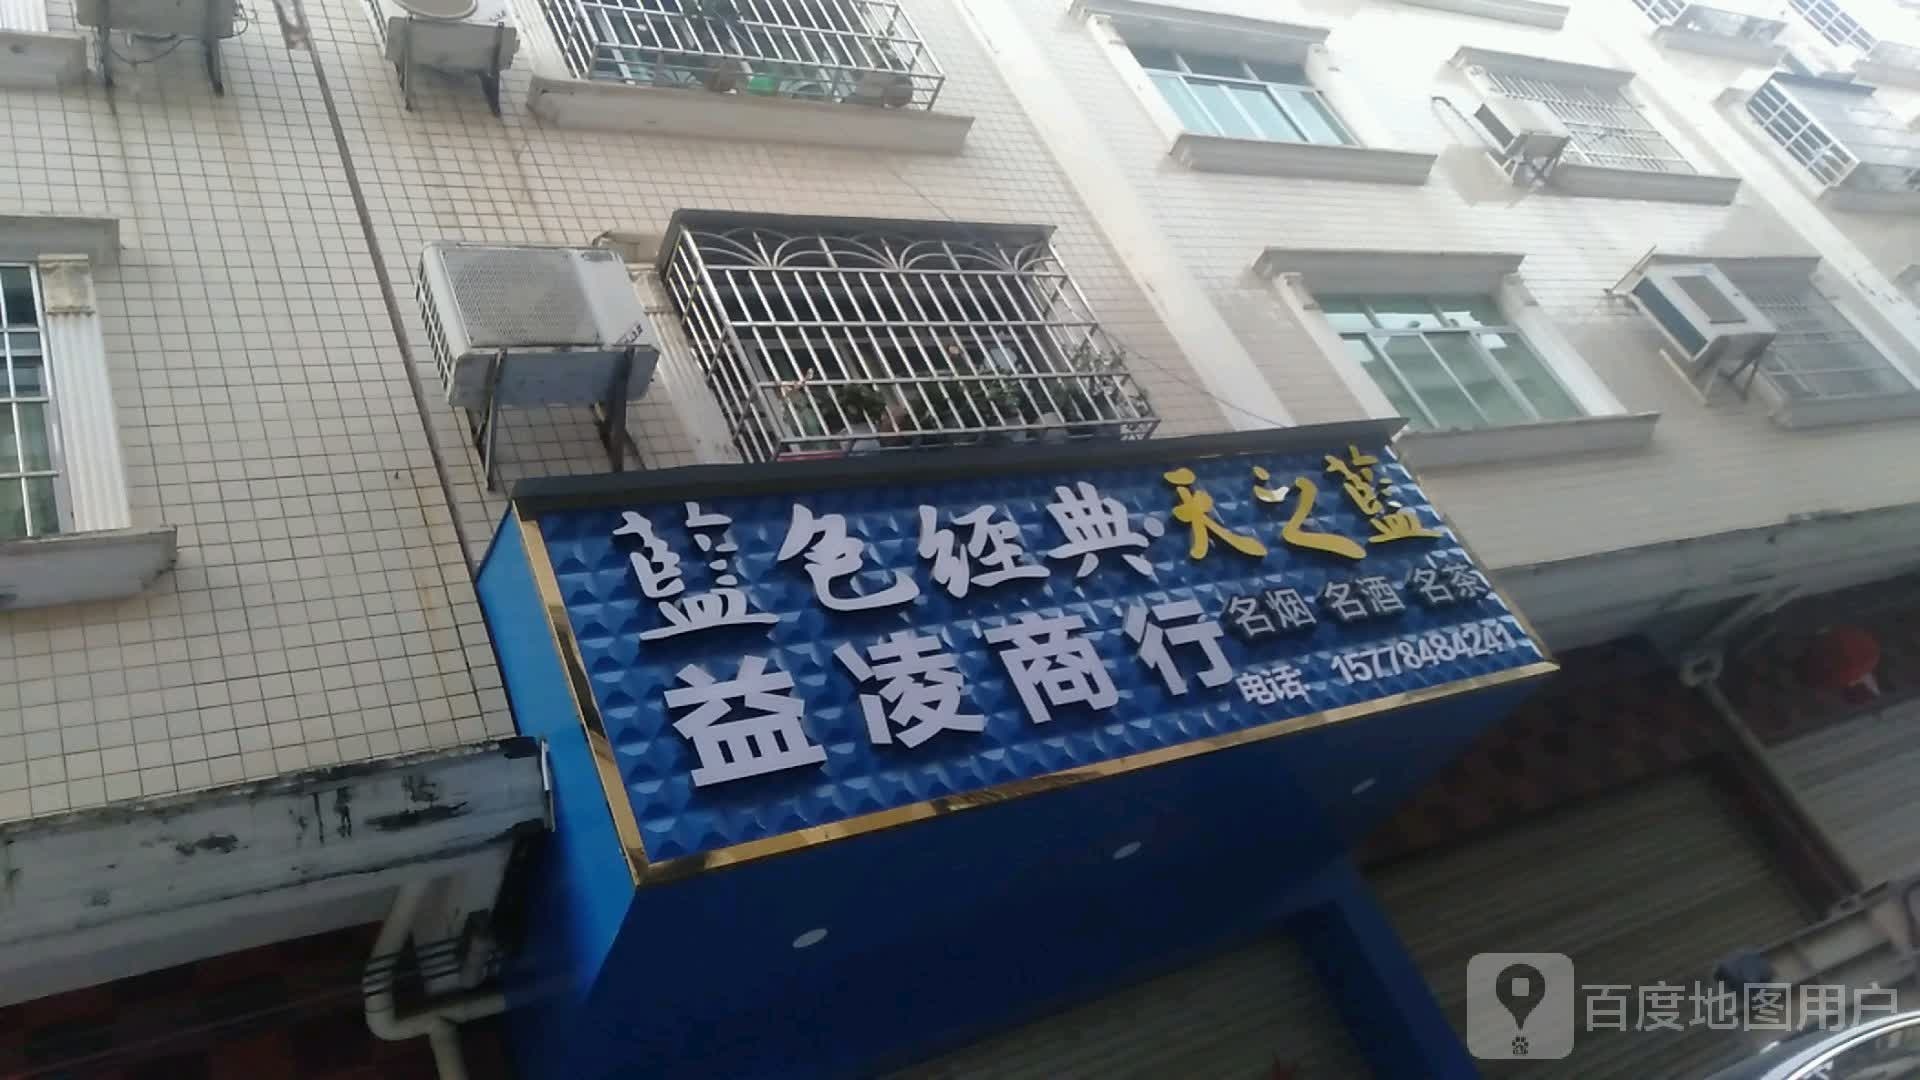 藍色经典·天之藍
益凌商行
名烟 名酒 名茶
电话: 15778484241
百度地图用户